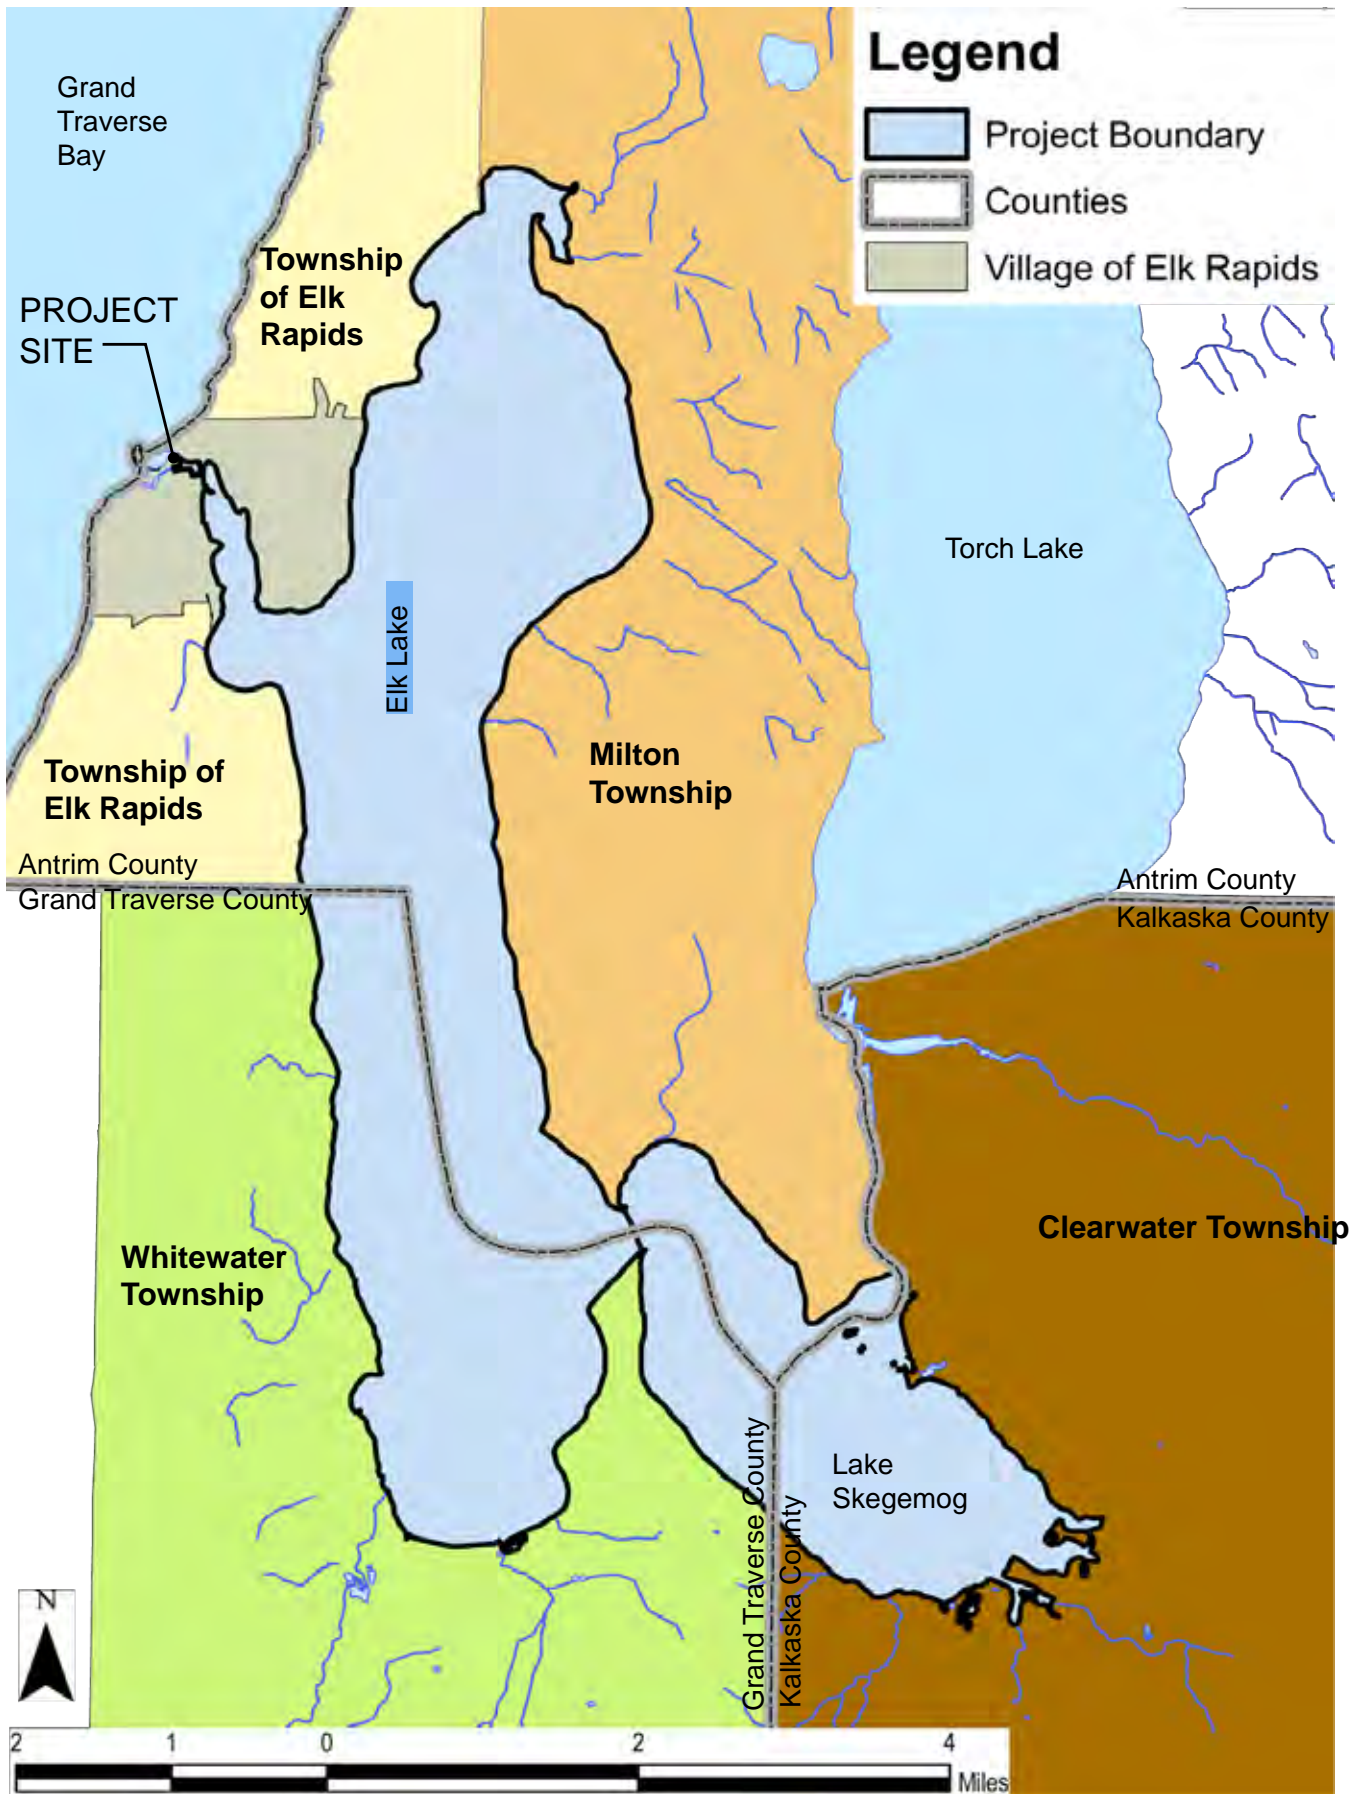 Grand
Traverse
Bay
Legend
Project Boundary
Counties
Village of Elk Rapids
Township
of Elk
Rapids
PROJECT
SITE
Torch Lake
Elk Lake
Milton
Township
Township of
Elk Rapids
Antrim County
Grand Traverse County
Antrim County
Kalkaska County
Clearwater Township
Whitewater
Township
Lake
Skegemog
Grand Traverse County
Kalkaska County
N
2 1 0 2 4
Miles